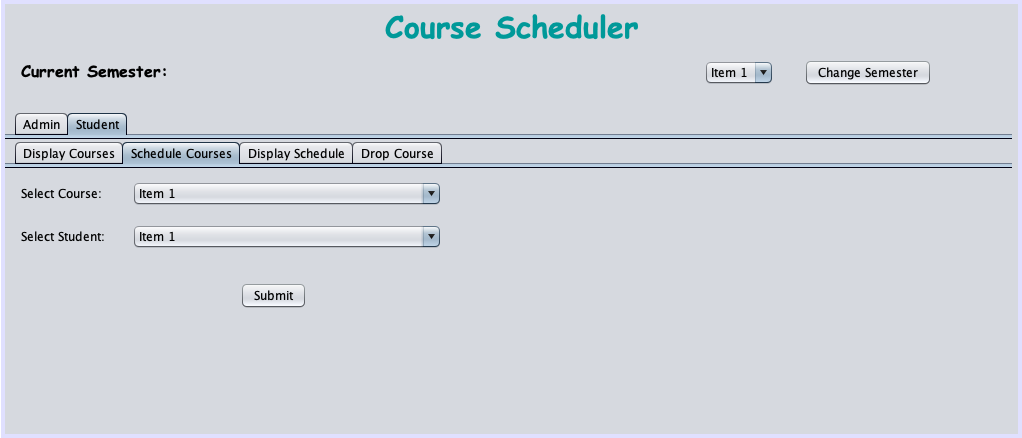 Course Scheduler
Current Semester: Item 1 Change Semester
Admin Student
Display Courses Schedule Courses Display Schedule Drop Course
Select Course: Item 1
Select Student: Item 1
Submit